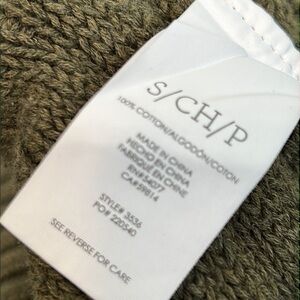 S/CH/P
100% COTTON/ALGODÓN/COTON
MADE IN CHINA
HECHO EN CHINA
FABRIQUÉ EN CHINE
RN#54077
CA#59814
STYLE# 3536
PO# 220540
SEE REVERSE FOR CARE